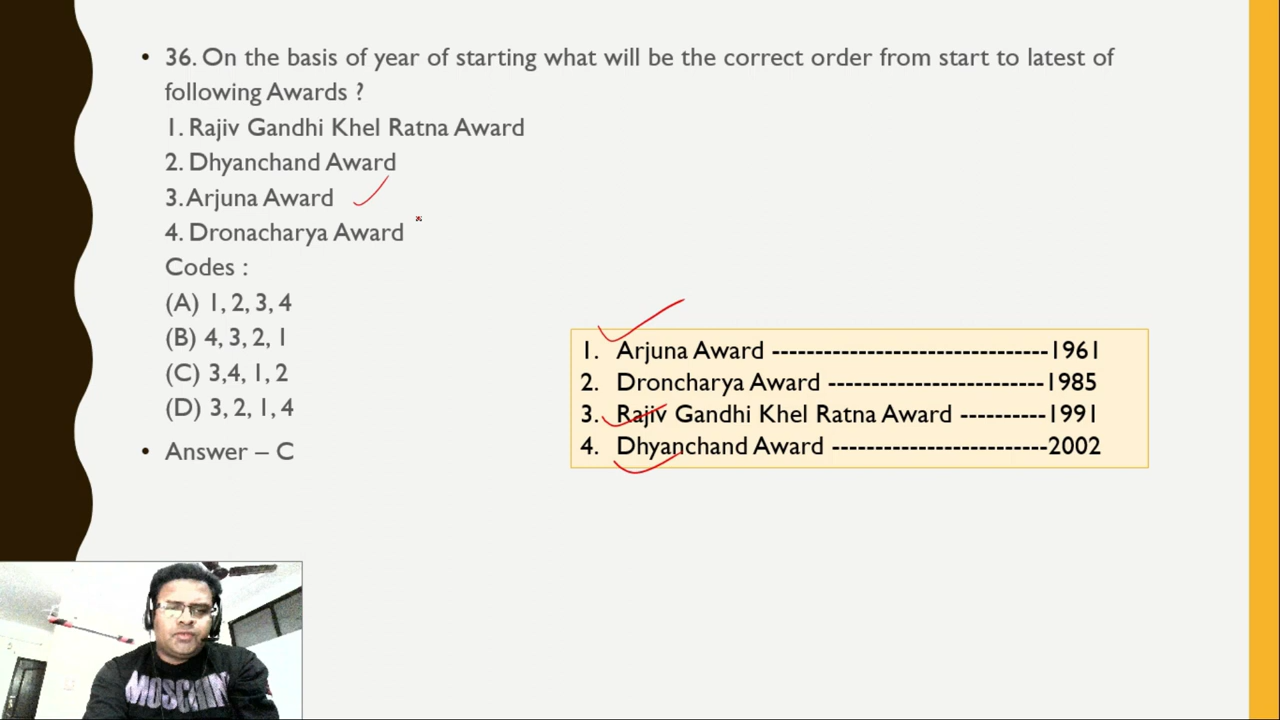 • 36. On the basis of year of starting what will be the correct order from start to latest of
following Awards ?
1. Rajiv Gandhi Khel Ratna Award
2. Dhyanchand Award
3. Arjuna Award
4. Dronacharya Award
Codes :
(A) 1, 2, 3, 4
(B) 4, 3, 2, 1
(C) 3,4, 1, 2
(D) 3, 2, 1, 4
• Answer – C
1. Arjuna Award --------------------------------1961
2. Droncharya Award -------------------------1985
3. Rajiv Gandhi Khel Ratna Award ----------1991
4. Dhyanchand Award -------------------------2002